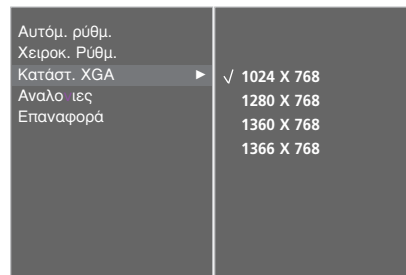 Αυτόμ. ρύθμ.
Χειροκ. Ρύθμ.
Κατάστ. XGA
Επαναφορά
1024 X 768
1280 X 768
1360 X 768
1366 X 768